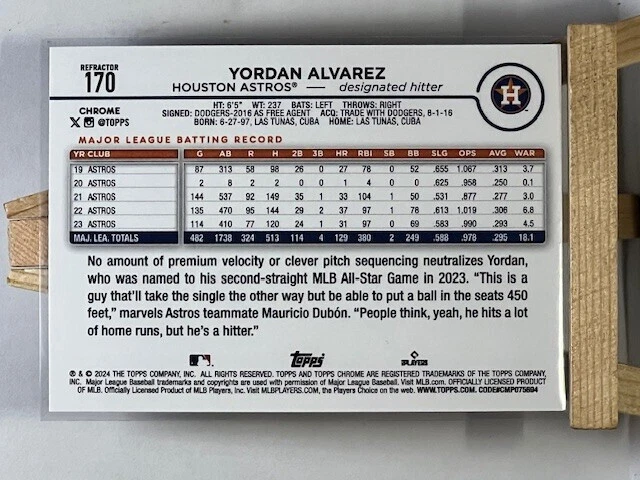 REFRACTOR
170
YORDAN ALVAREZ
HOUSTON ASTROS® — designated hitter
CHROME
@TOPPS
HT: 6'5" WT: 237 BATS: LEFT THROWS: RIGHT
SIGNED: DODGERS-2016 AS FREE AGENT ACQ: TRADE WITH DODGERS, 8-1-16
BORN: 6-27-97, LAS TUNAS, CUBA HOME: LAS TUNAS, CUBA
H
MAJOR LEAGUE BATTING RECORD
YR CLUB G AB R H 2B 3B HR RBI SB BB SLG OPS AVG WAR
19 ASTROS 87 313 58 98 26 0 27 78 0 52 .655 1.067 .313 3.7
20 ASTROS 2 8 2 2 0 0 1 4 0 0 .625 .958 .250 0.1
21 ASTROS 144 537 92 149 35 1 33 104 1 50 .531 .877 .277 3.0
22 ASTROS 135 470 95 144 29 2 37 97 1 78 .613 1.019 .306 6.8
23 ASTROS 114 410 77 120 24 1 31 97 0 69 .583 .990 .293 4.5
MAJ. LEA. TOTALS 482 1738 324 513 114 4 129 380 2 249 .588 .978 .295 18.1
No amount of premium velocity or clever pitch sequencing neutralizes Yordan,
who was named to his second-straight MLB All-Star Game in 2023. “This is a
guy that’ll take the single the other way but be able to put a ball in the seats 450
feet,” marvels Astros teammate Mauricio Dubón. “People think, yeah, he hits a lot
of home runs, but he’s a hitter.”
Topps
PLAYERS
® & © 2024 THE TOPPS COMPANY, INC. ALL RIGHTS RESERVED. TOPPS AND TOPPS CHROME ARE REGISTERED TRADEMARKS OF THE TOPPS COMPANY,
INC. Major League Baseball trademarks and copyrights are used with permission of Major League Baseball. Visit MLB.com. OFFICIALLY LICENSED PRODUCT
OF MLB. Officially Licensed Product of MLB Players, Inc. Visit MLBPLAYERS.COM, the Players Choice on the web. WWW.TOPPS.COM. CODE#CMP075694